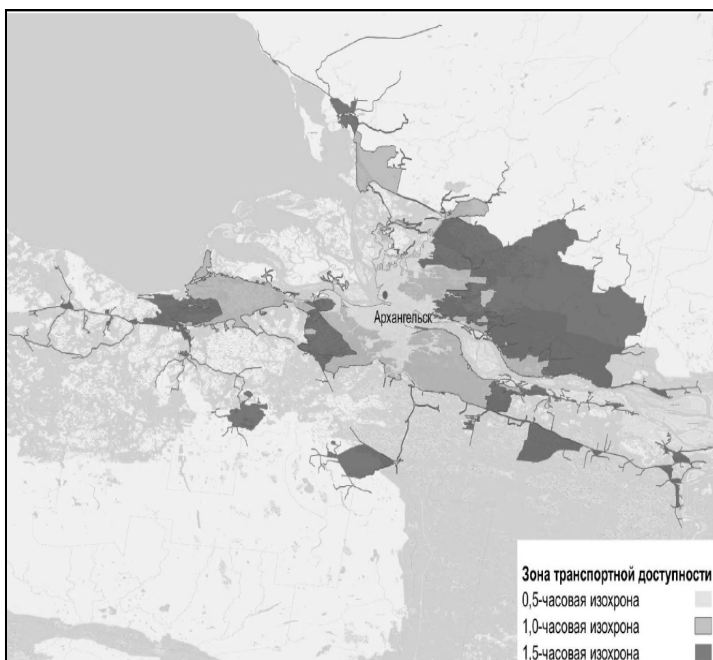 Архангельск
Зона транспортной доступности
0,5-часовая изохрона
1,0-часовая изохрона
1,5-часовая изохрона